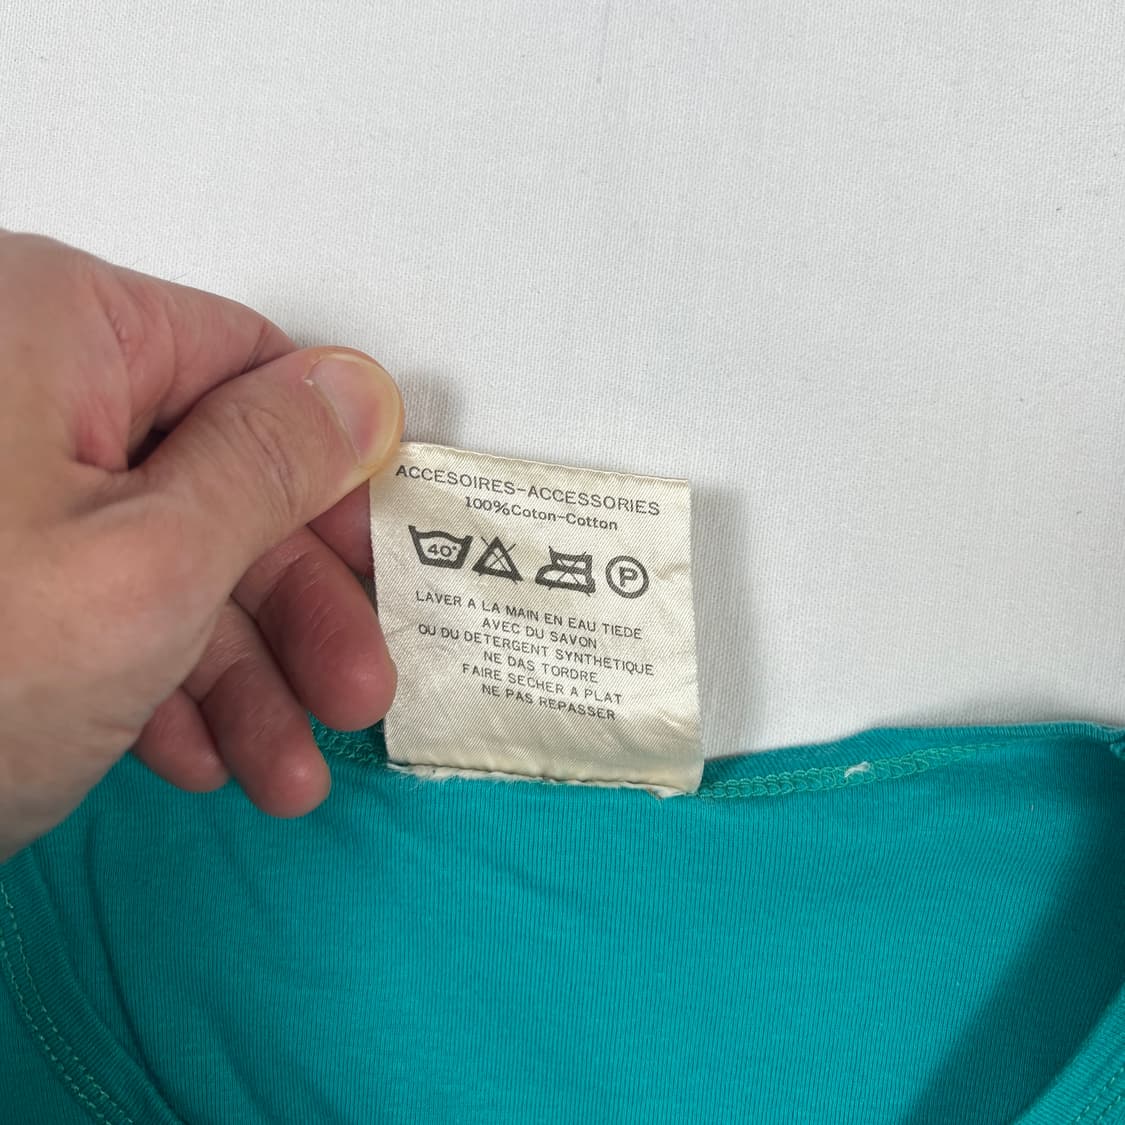 ACCESOIRES-ACCESSORIES
100%Coton-Cotton
40° P
LAVER A LA MAIN EN EAU TIEDE
AVEC DU SAVON
OU DU DETERGENT SYNTHETIQUE
NE DAS TORDRE
FAIRE SECHER A PLAT
NE PAS REPASSER